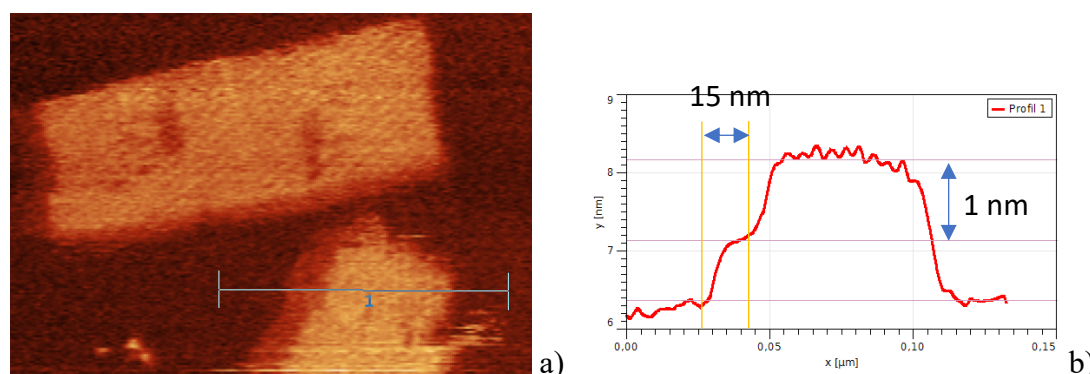 1
a)
15 nm
1 nm
Profil 1
y [nm]
9
8
7
6
0,00
0,05
0,10
0,15
x [µm]
b)